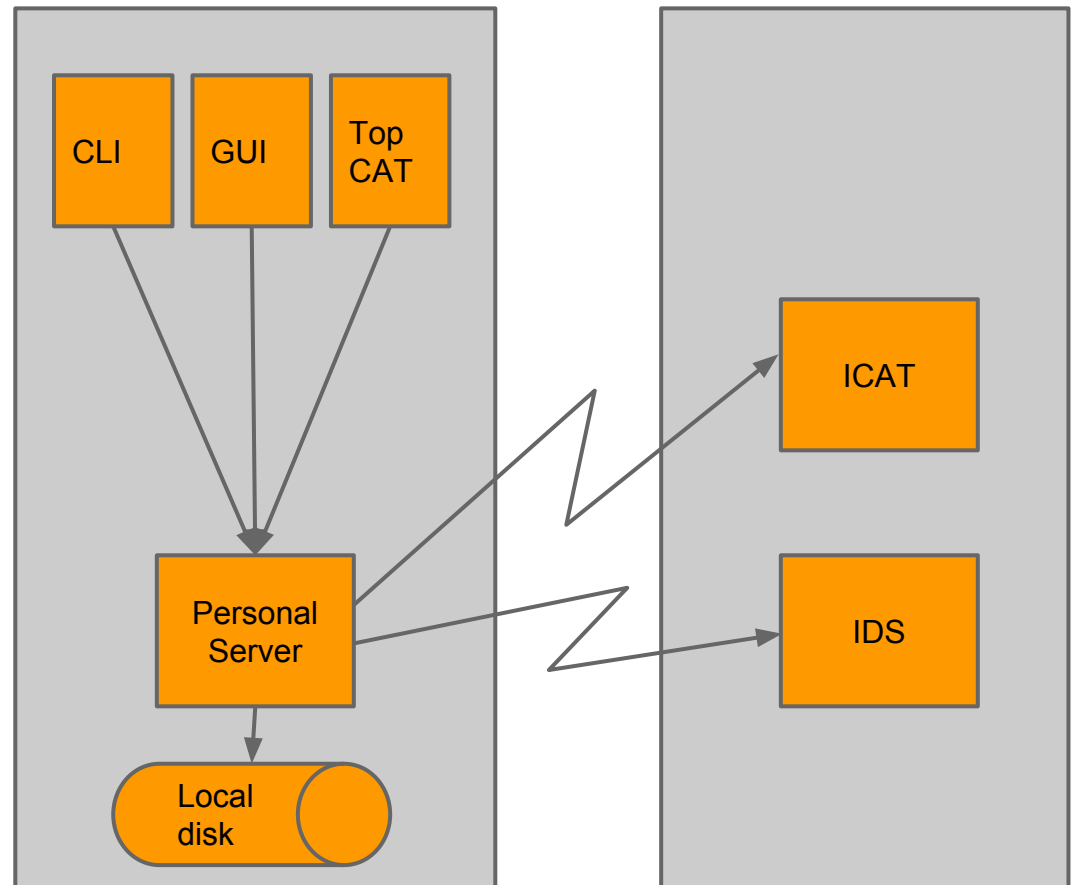 CLI
GUI
Top
CAT
ICAT
Personal
Server
IDS
Local
disk